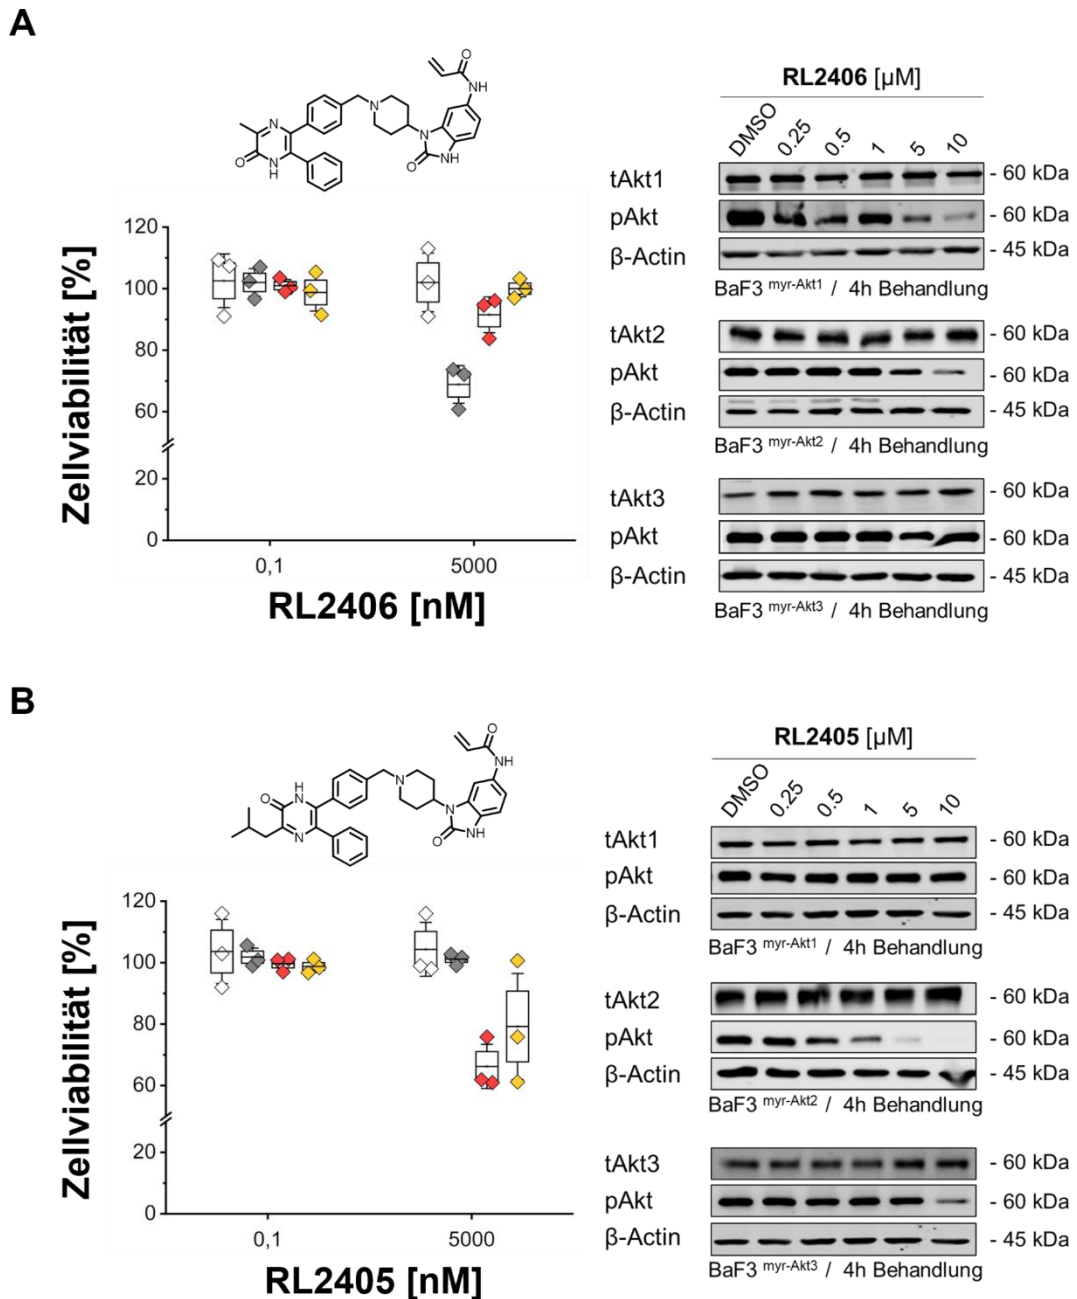 A
O
NH
N
N
O
N
H
N
O
NH
RL2406 [µM]
DMSO 0.25 0.5 1 5 10
tAkt1 - 60 kDa
pAkt - 60 kDa
β-Actin - 45 kDa
BaF3 myr-Akt1 / 4h Behandlung
tAkt2 - 60 kDa
pAkt - 60 kDa
β-Actin - 45 kDa
BaF3 myr-Akt2 / 4h Behandlung
tAkt3 - 60 kDa
pAkt - 60 kDa
β-Actin - 45 kDa
BaF3 myr-Akt3 / 4h Behandlung
Zellviabilität [%]
120
100
80
60
20
0
0,1 5000
RL2406 [nM]
B
O
NH
H
N
N
O
N
N
O
NH
RL2405 [µM]
DMSO 0.25 0.5 1 5 10
tAkt1 - 60 kDa
pAkt - 60 kDa
β-Actin - 45 kDa
BaF3 myr-Akt1 / 4h Behandlung
tAkt2 - 60 kDa
pAkt - 60 kDa
β-Actin - 45 kDa
BaF3 myr-Akt2 / 4h Behandlung
tAkt3 - 60 kDa
pAkt - 60 kDa
β-Actin - 45 kDa
BaF3 myr-Akt3 / 4h Behandlung
Zellviabilität [%]
120
100
80
60
20
0
0,1 5000
RL2405 [nM]